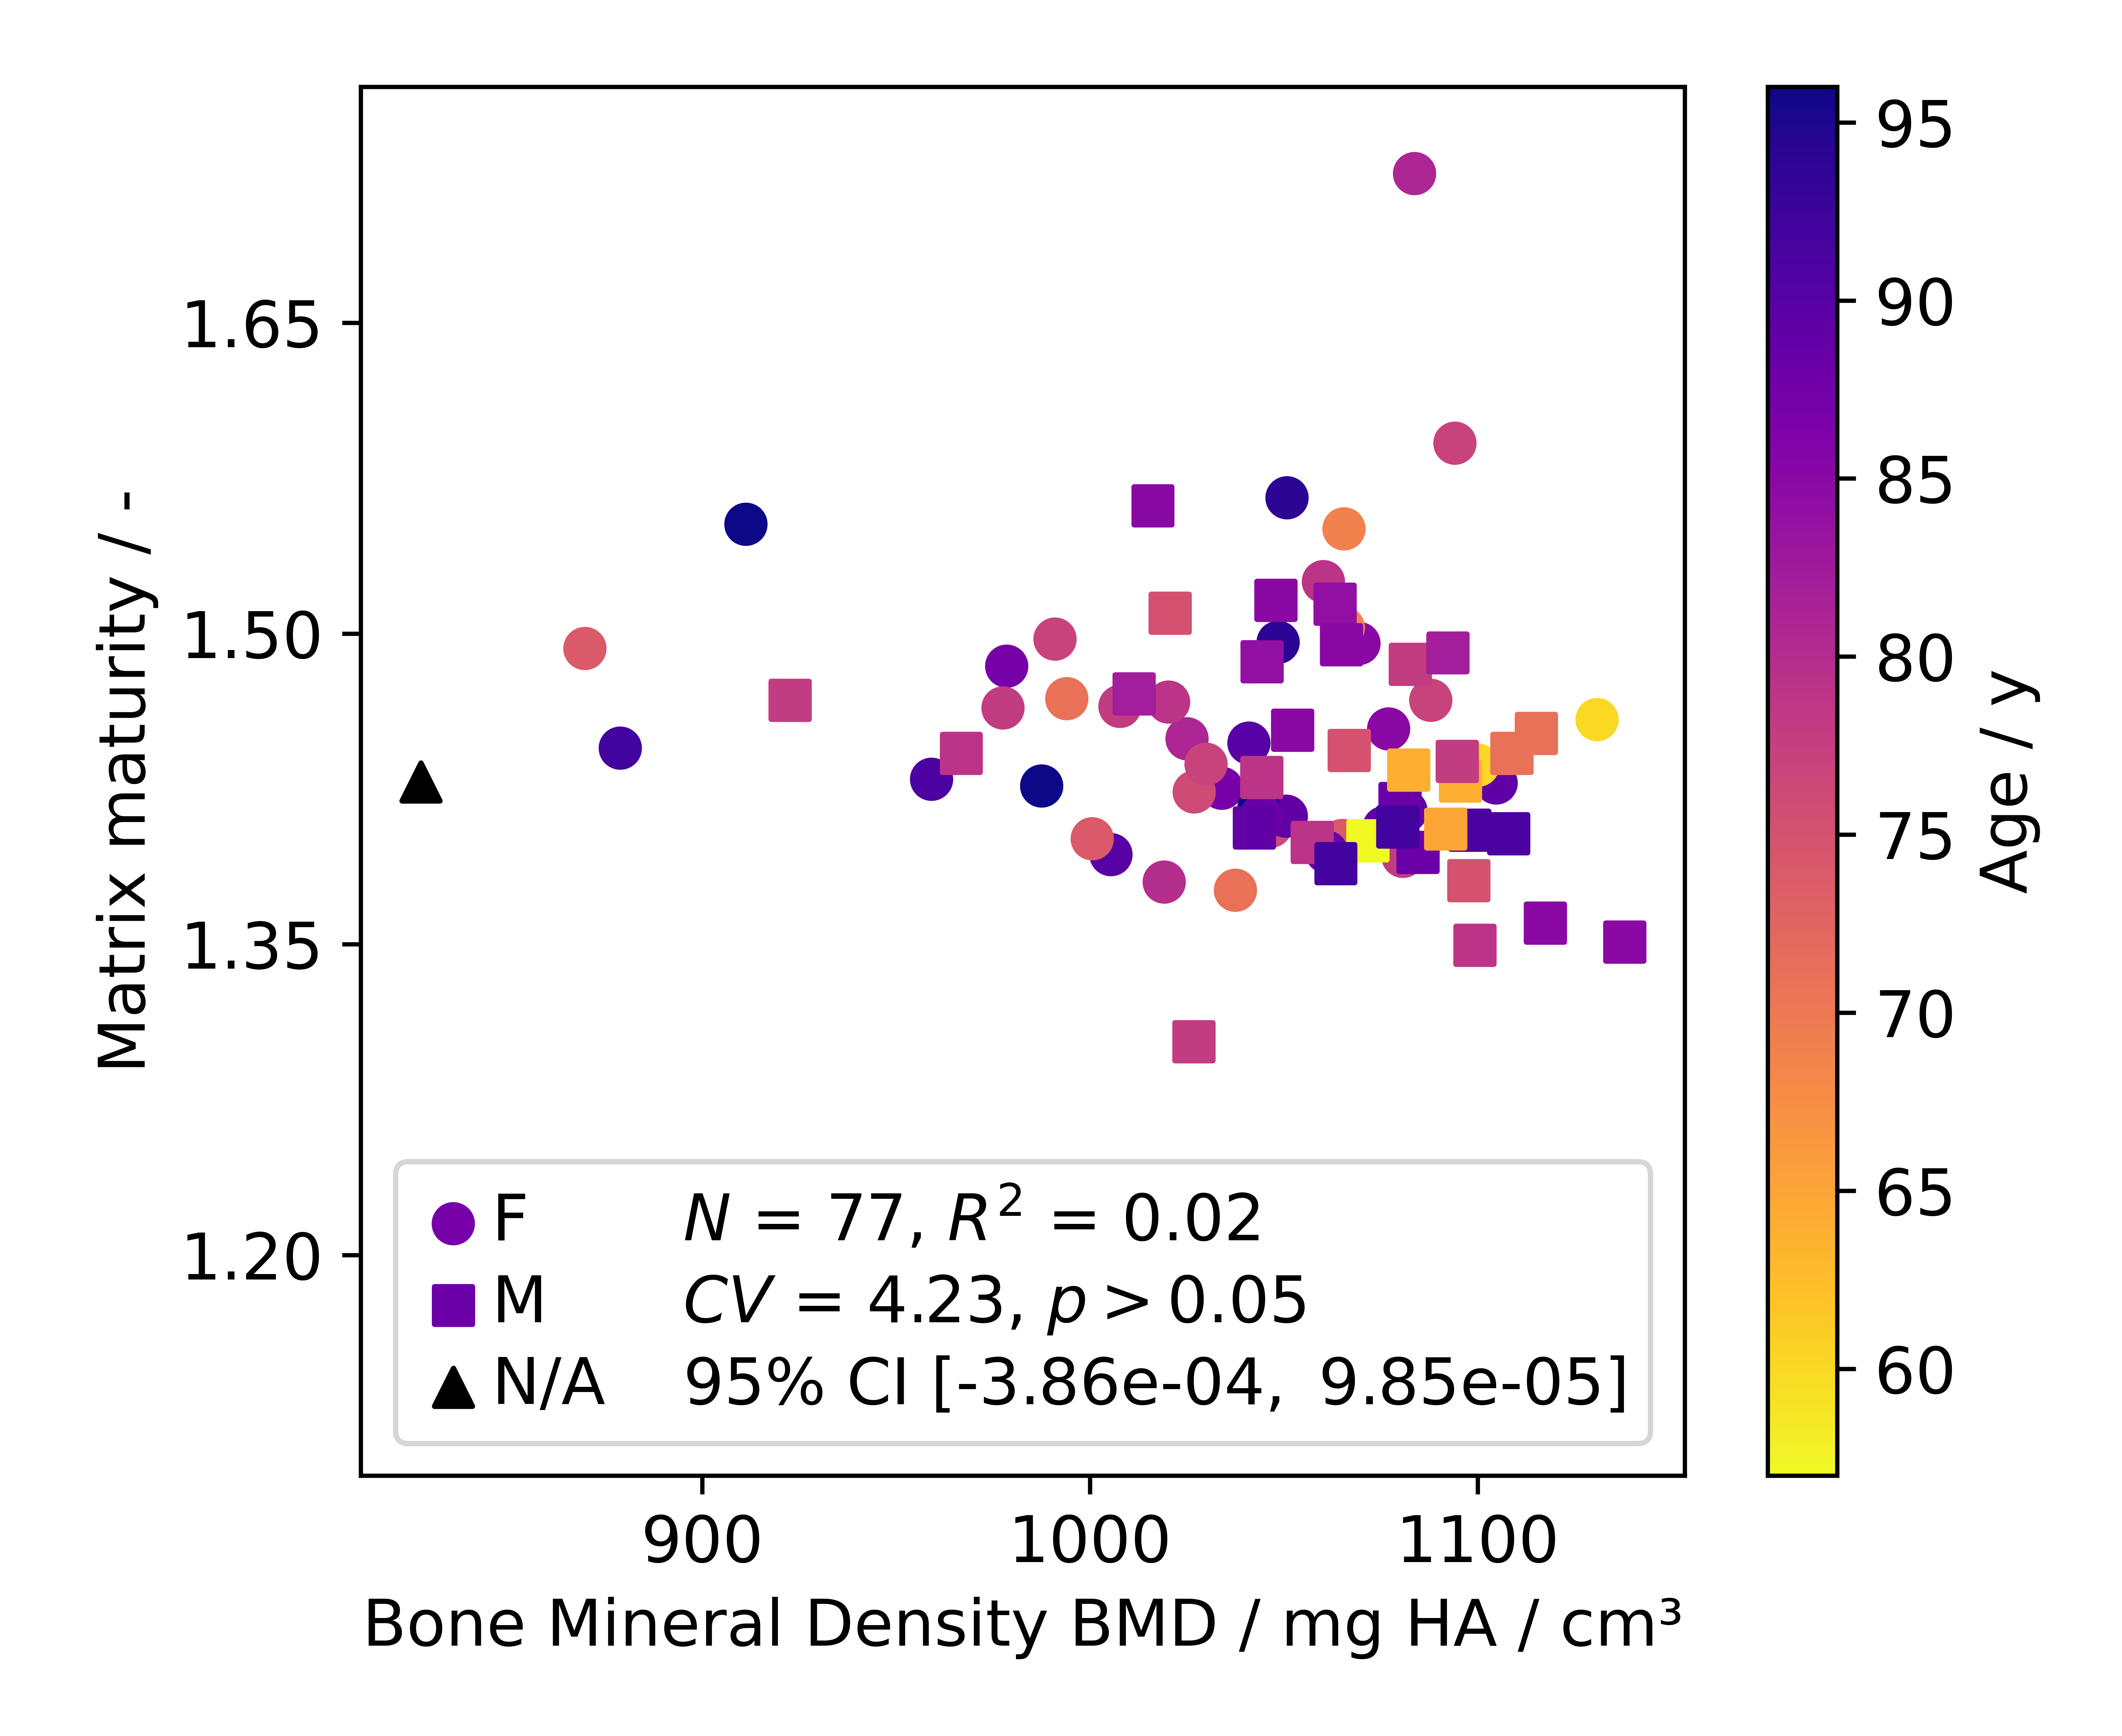 1.65
1.50
1.35
1.20
Matrix maturity / -
F N = 77, R² = 0.02
M CV = 4.23, p > 0.05
N/A 95% CI [-3.86e-04, 9.85e-05]
900 1000 1100
Bone Mineral Density BMD / mg HA / cm³
95
90
85
80
75
70
65
60
Age / y